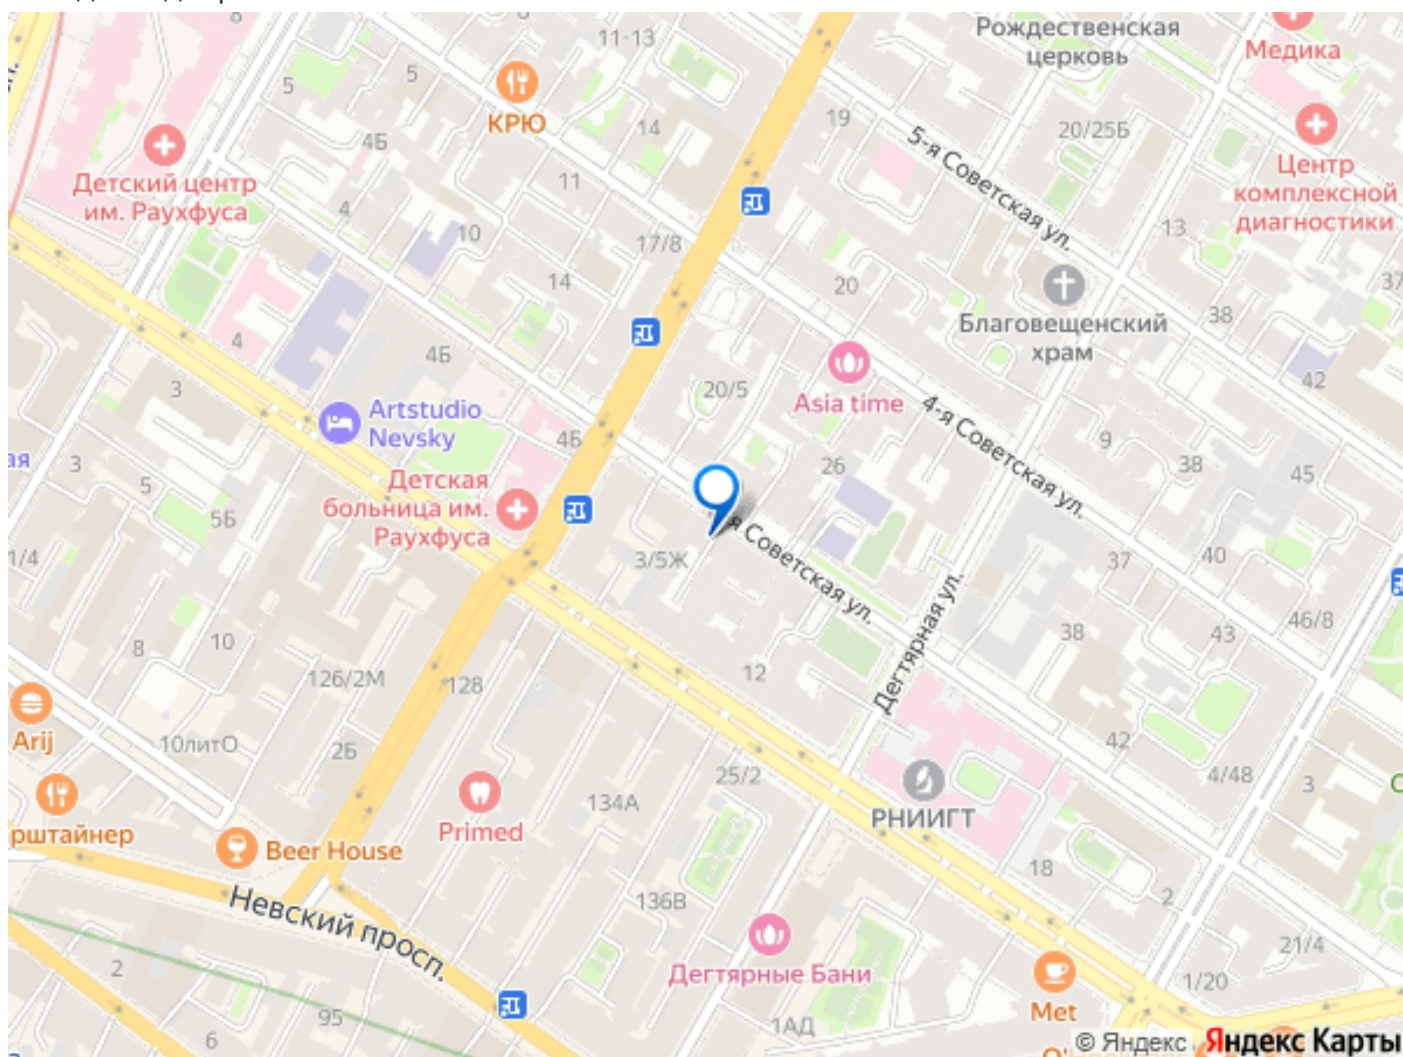 8
11-13
Рождественская
церковь
Медика
5
5
КРЮ
14
4Б
19
20/25Б
5-я Советская ул.
Детский центр
им. Раухфуса
Центр
комплексной
диагностики
11
4
10
17/8
13
14
20
37
38
Благовещенский
храм
4
4Б
3
20/5
Asia time
42
Artstudio
Nevsky
4Б
4-я Советская ул.
9
ая
3
5
26
38
45
Детская
больница им.
Раухфуса
5Б
1/4
3/5Ж
я Советская ул.
37
40
46/8
8
10
Дегтярная ул.
38
43
126/2М
128
12
Arij
10литО
2Б
42
25/2
4/48
3
134А
РНИИГТ
рштайнер
Primed
Beer House
18
2
Невский просп.
136В
21/4
Дегтярные Бани
2
1/20
Met
95
1АД
6
© Яндекс
Яндекс Карты